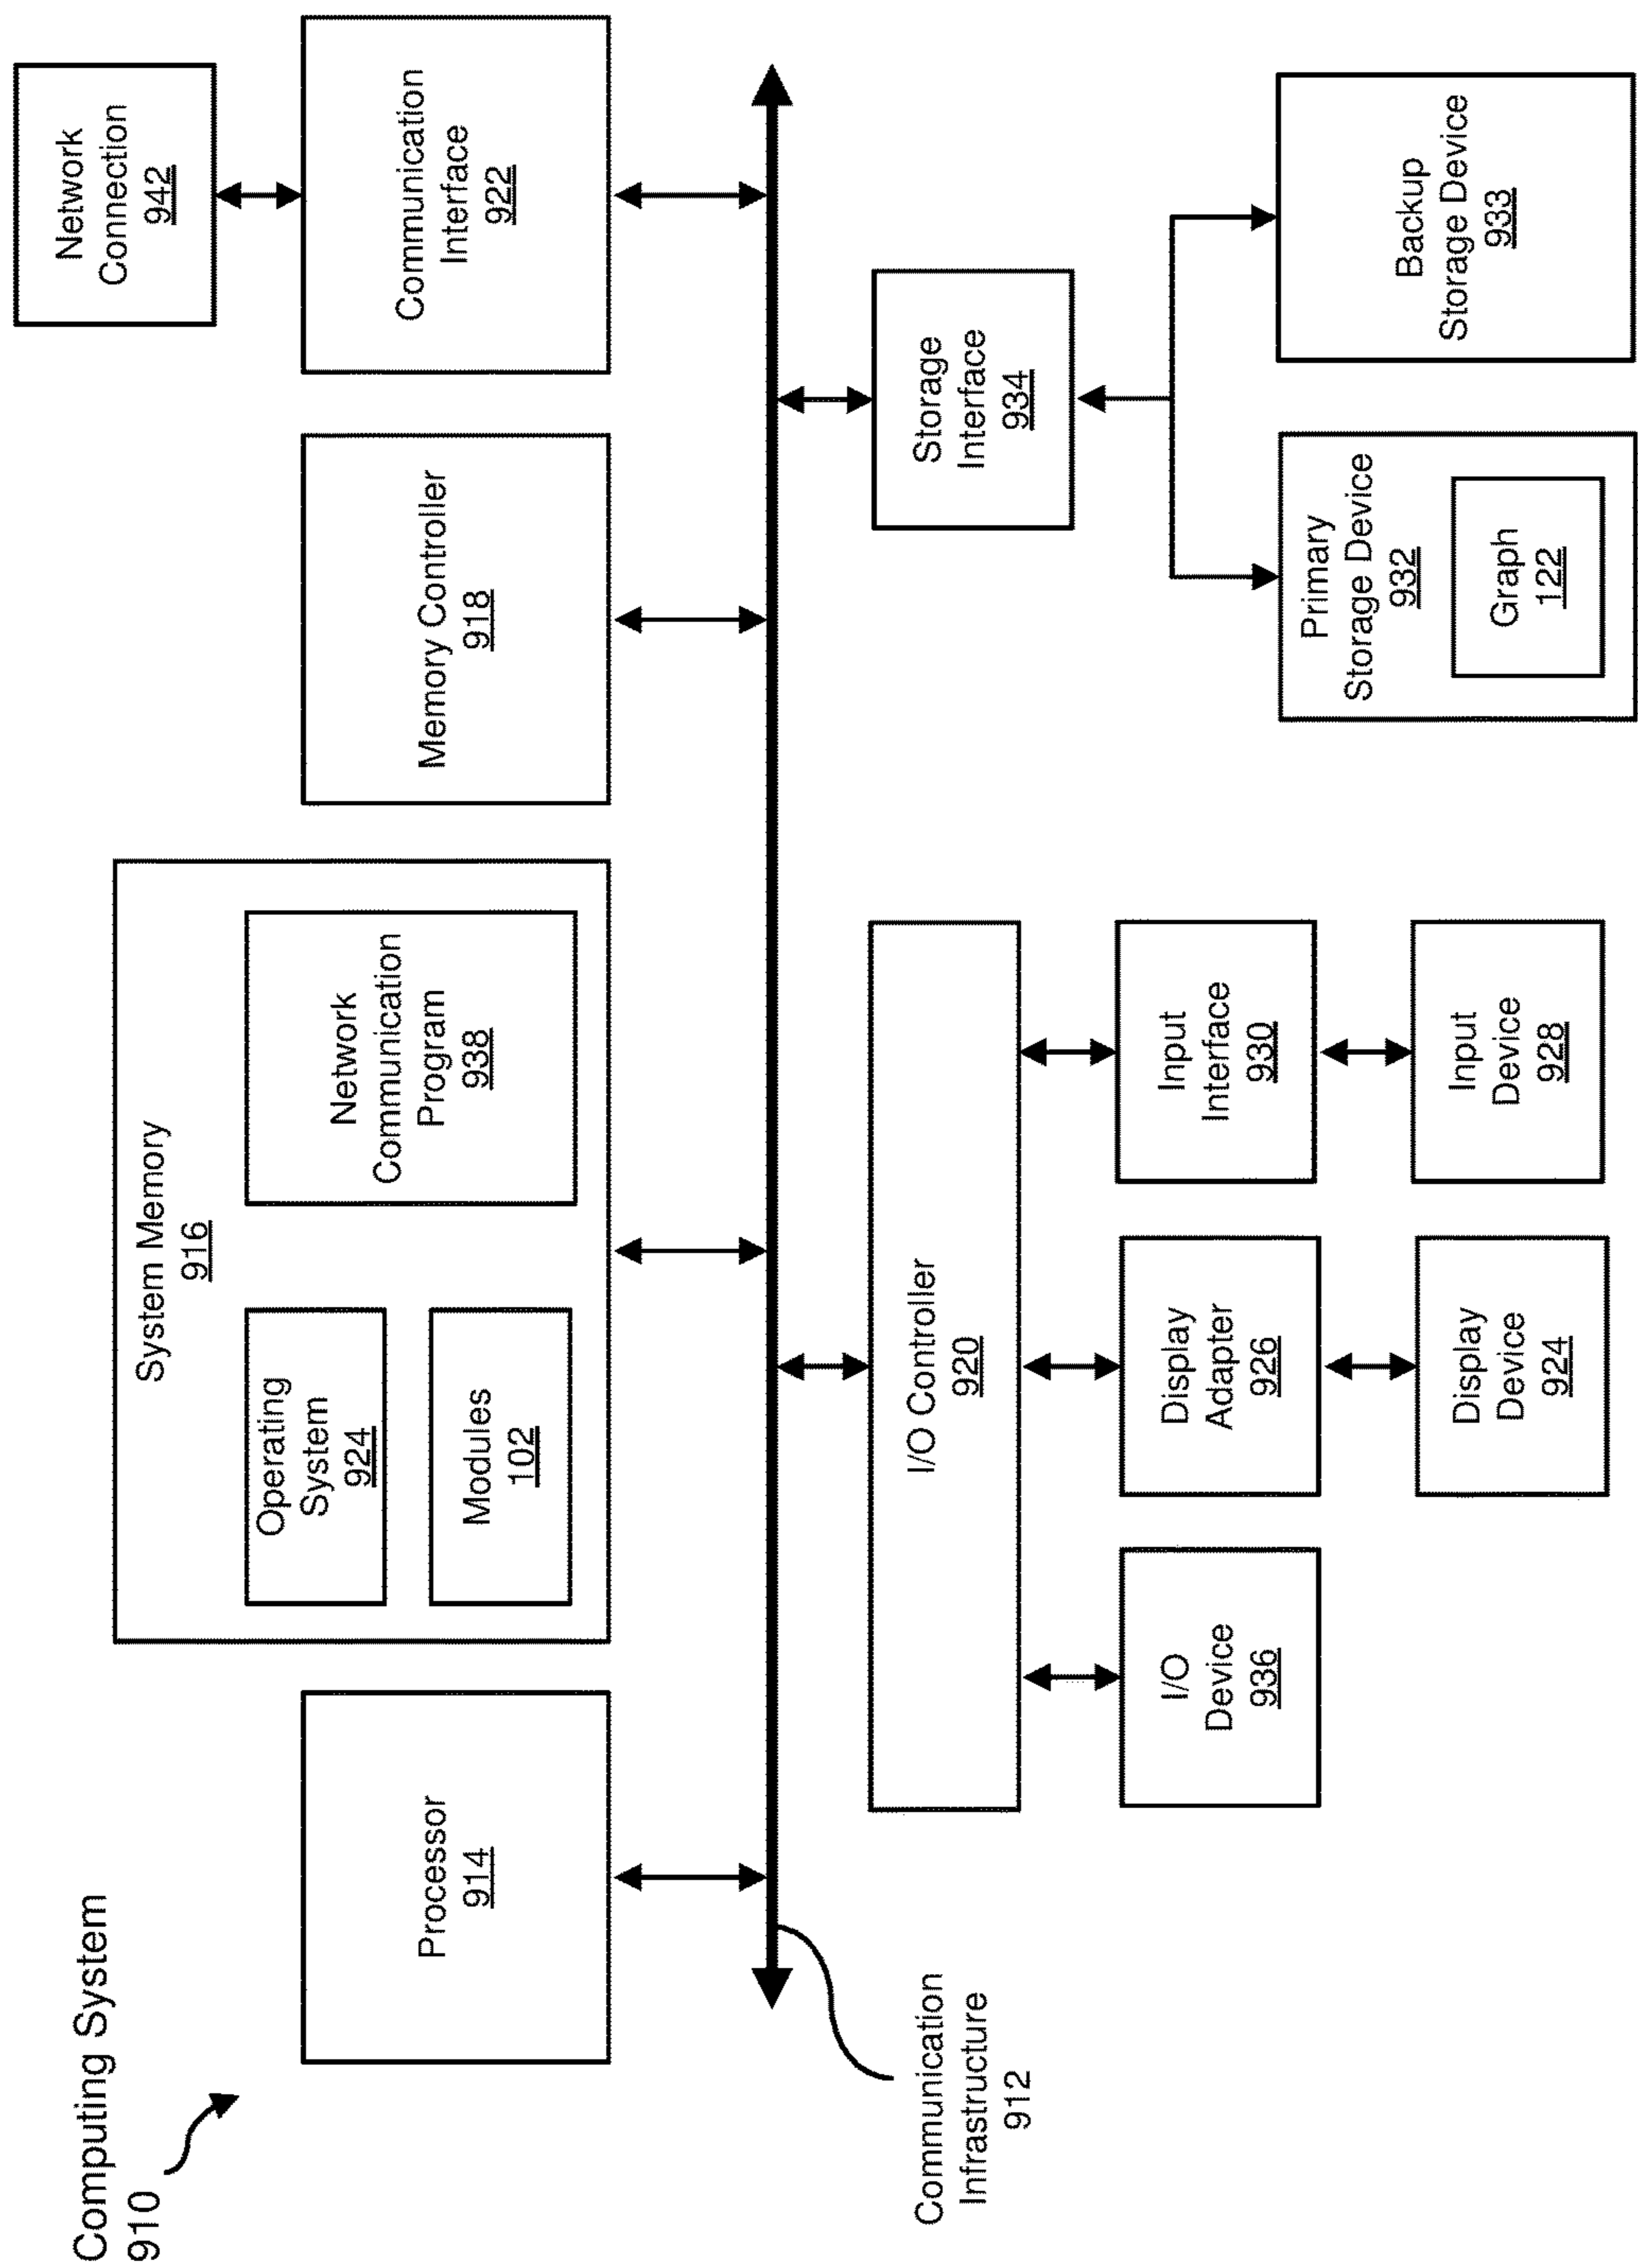 Computing System
910
Processor
914
System Memory
916
Operating
System
924
Modules
102
Network
Communication
Program
938
Memory Controller
918
Network
Connection
942
Communication
Interface
922
Communication
Infrastructure
912
I/O Controller
920
I/O
Device
936
Display
Adapter
926
Display
Device
924
Input
Interface
930
Input
Device
928
Storage
Interface
934
Primary
Storage Device
932
Graph
122
Backup
Storage Device
933